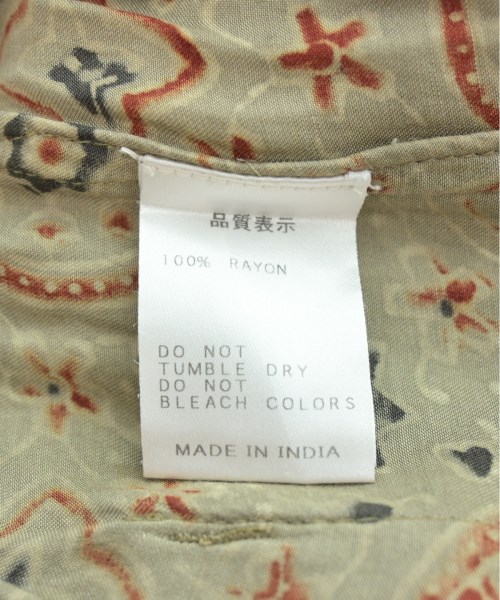 品質表示
100% RAYON
DO NOT
TUMBLE DRY
DO NOT
BLEACH COLORS
MADE IN INDIA